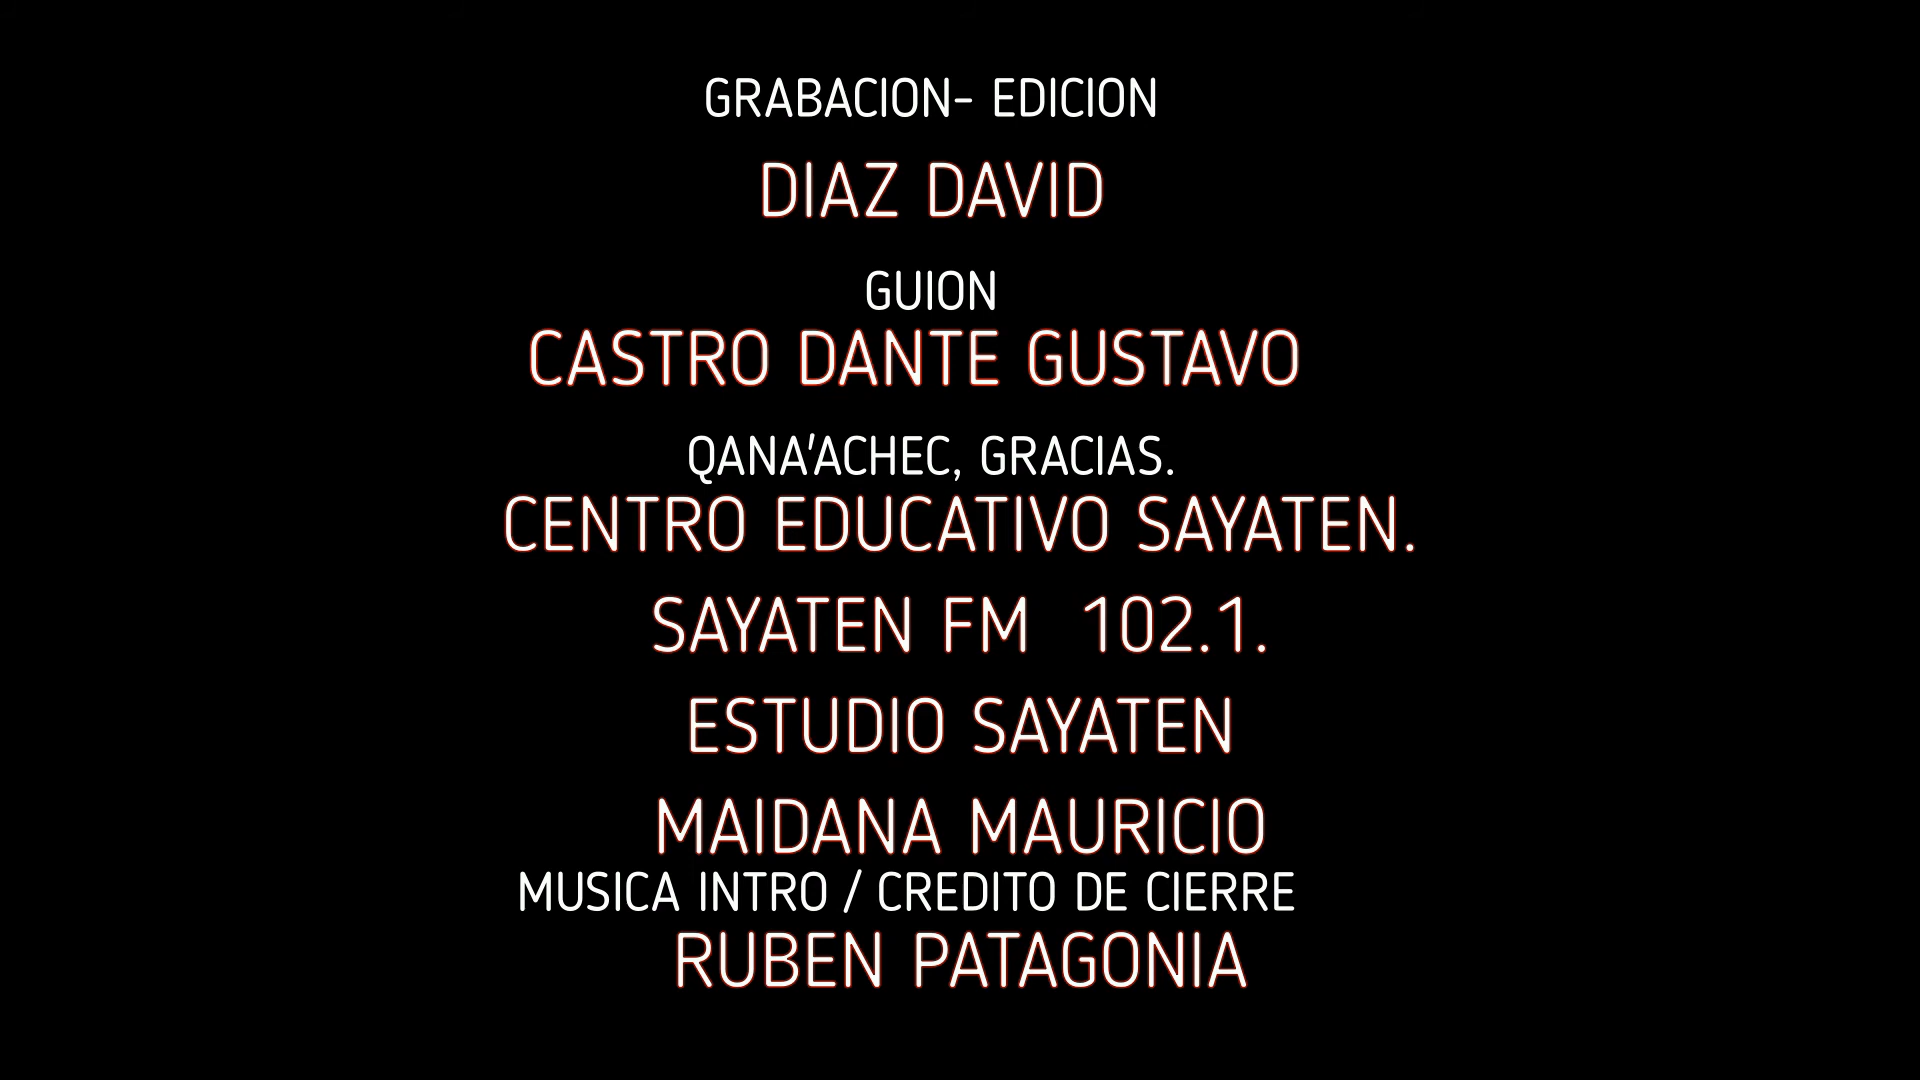 GRABACION- EDICION
DIAZ DAVID
GUION
CASTRO DANTE GUSTAVO
QANA'ACHEC, GRACIAS.
CENTRO EDUCATIVO SAYATEN.
SAYATEN FM  102.1.
ESTUDIO SAYATEN
MAIDANA MAURICIO
MUSICA INTRO / CREDITO DE CIERRE
RUBEN PATAGONIA